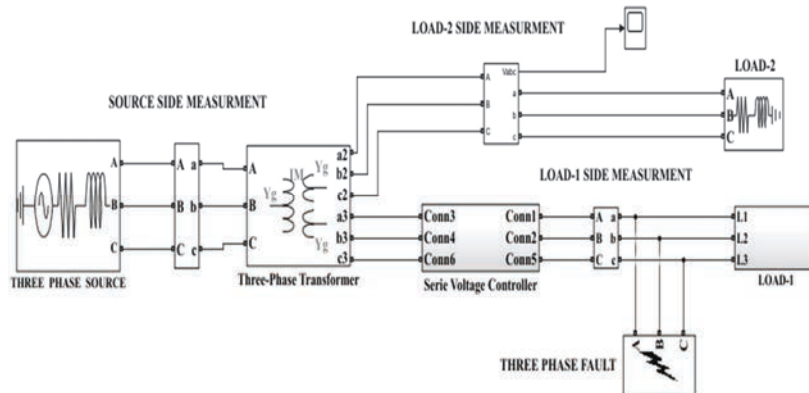 LOAD-2 SIDE MEASURMENT
LOAD-2
Vabc
A a A
B b B
C c C
SOURCE SIDE MEASURMENT
A A a A
B B b B
C C c C
THREE PHASE SOURCE
Yg 1M Yg
Yg
a2
b2
c2
a3
b3
c3
Three-Phase Transformer
LOAD-1 SIDE MEASURMENT
Conn3 Conn1 A a L1
Conn4 Conn2 B b L2
Conn6 Conn5 C c L3
Serie Voltage Controller
LOAD-1
A B C
THREE PHASE FAULT